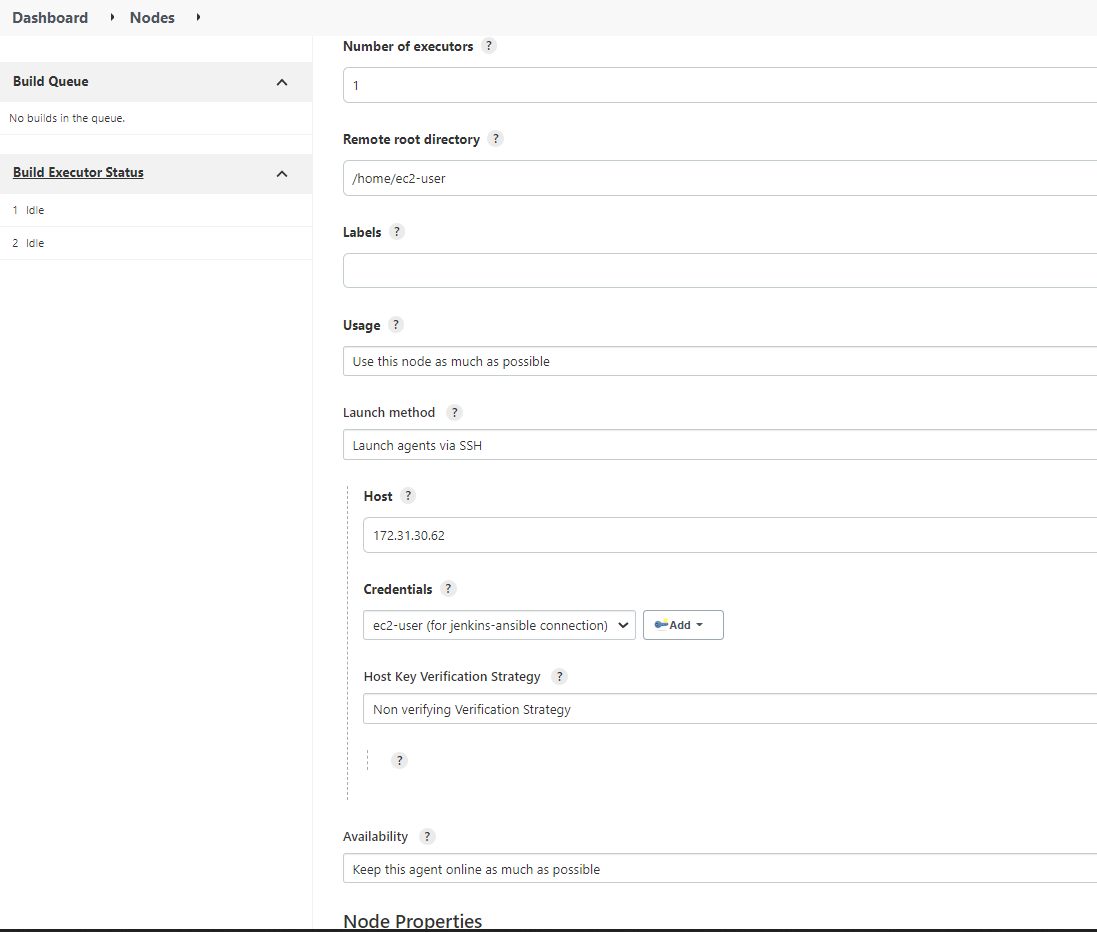 Dashboard Nodes
Build Queue
No builds in the queue.
Build Executor Status
1 Idle
2 Idle
Number of executors ?
1
Remote root directory ?
/home/ec2-user
Labels ?
Usage ?
Use this node as much as possible
Launch method ?
Launch agents via SSH
Host ?
172.31.30.62
Credentials ?
ec2-user (for jenkins-ansible connection) Add
Host Key Verification Strategy ?
Non verifying Verification Strategy
?
Availability ?
Keep this agent online as much as possible
Node Properties